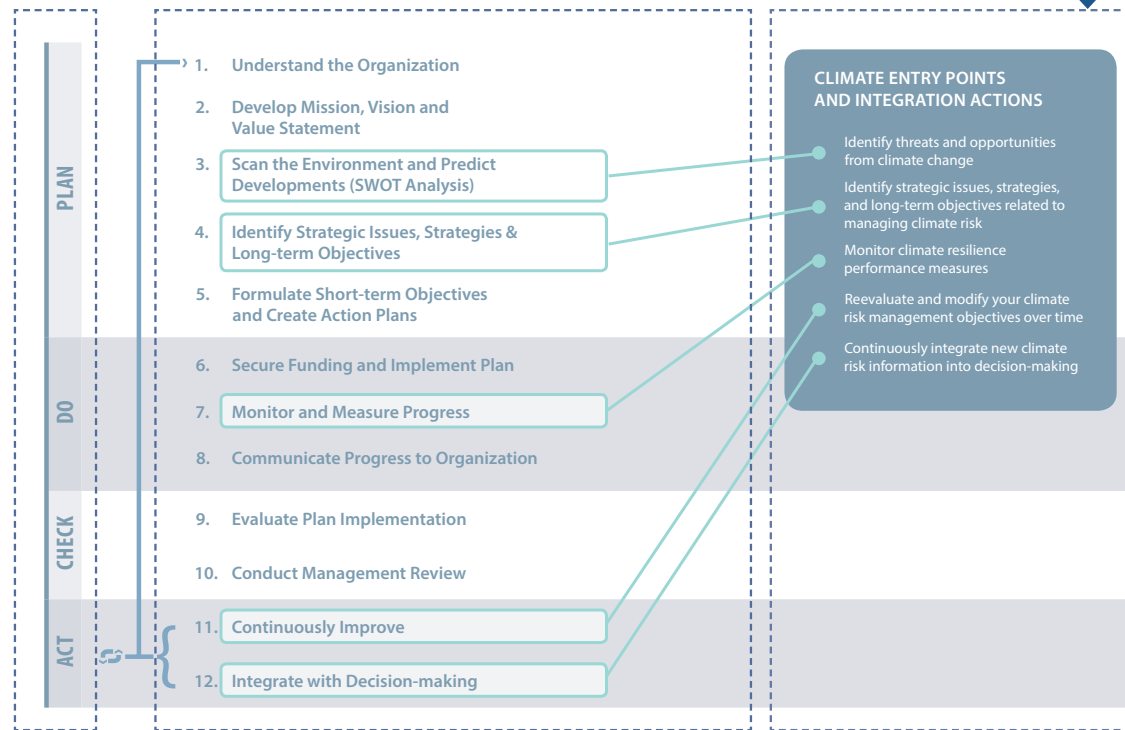 PLAN
1. Understand the Organization
2. Develop Mission, Vision and
Value Statement
3. Scan the Environment and Predict
Developments (SWOT Analysis)
4. Identify Strategic Issues, Strategies &
Long-term Objectives
5. Formulate Short-term Objectives
and Create Action Plans
DO
6. Secure Funding and Implement Plan
7. Monitor and Measure Progress
8. Communicate Progress to Organization
CHECK
9. Evaluate Plan Implementation
10. Conduct Management Review
ACT
11. Continuously Improve
12. Integrate with Decision-making
CLIMATE ENTRY POINTS
AND INTEGRATION ACTIONS
Identify threats and opportunities
from climate change
Identify strategic issues, strategies,
and long-term objectives related to
managing climate risk
Monitor climate resilience
performance measures
Reevaluate and modify your climate
risk management objectives over time
Continuously integrate new climate
risk information into decision-making